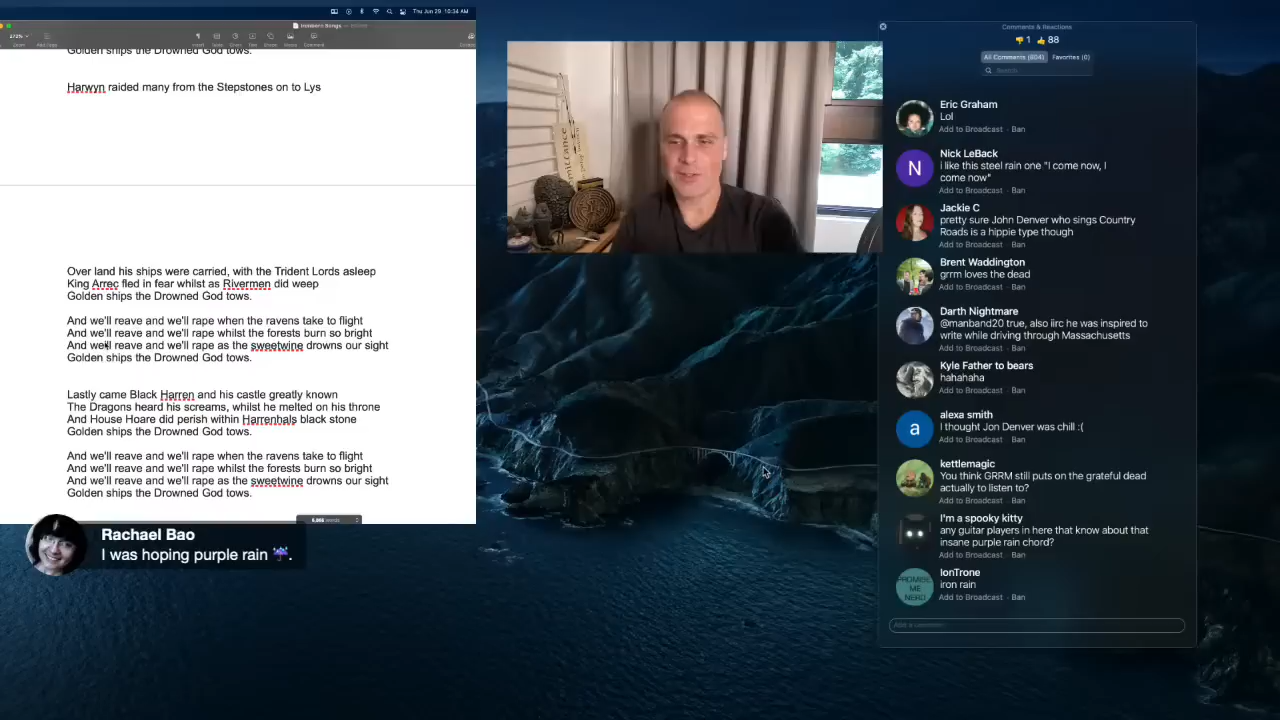 Thu Jun 29 10:34 AM
Golden ships the Drowned God tows.
Harwyn raided many from the Stepstones on to Lys
Over land his ships were carried, with the Trident Lords asleep
King Arrec fled in fear whilst as Rivermen did weep
Golden ships the Drowned God tows.
And we'll reave and we'll rape when the ravens take to flight
And we'll reave and we'll rape whilst the forests burn so bright
And we'll reave and we'll rape as the sweetwine drowns our sight
Golden ships the Drowned God tows.
Lastly came Black Harren and his castle greatly known
The Dragons heard his screams, whilst he melted on his throne
And House Hoare did perish within Harrenhals black stone
Golden ships the Drowned God tows.
And we'll reave and we'll rape when the ravens take to flight
And we'll reave and we'll rape whilst the forests burn so bright
And we'll reave and we'll rape as the sweetwine drowns our sight
Golden ships the Drowned God tows.
Rachael Bao
I was hoping purple rain ☔.
Comments & Reactions
👎 1 👍 88
All Comments (804) Favorites (0)
Search
Eric Graham
Lol
Add to Broadcast · Ban
N
Nick LeBack
i like this steel rain one "I come now, I
come now"
Add to Broadcast · Ban
Jackie C
pretty sure John Denver who sings Country
Roads is a hippie type though
Add to Broadcast · Ban
Brent Waddington
grrm loves the dead
Add to Broadcast · Ban
Darth Nightmare
@manband20 true, also iirc he was inspired to
write while driving through Massachusetts
Add to Broadcast · Ban
Kyle Father to bears
hahahaha
Add to Broadcast · Ban
a
alexa smith
I thought Jon Denver was chill :(
Add to Broadcast · Ban
kettlemagic
You think GRRM still puts on the grateful dead
actually to listen to?
Add to Broadcast · Ban
I'm a spooky kitty
any guitar players in here that know about that
insane purple rain chord?
Add to Broadcast · Ban
PROMISE
ME
NERD
IonTrone
iron rain
Add to Broadcast · Ban
Add a comment